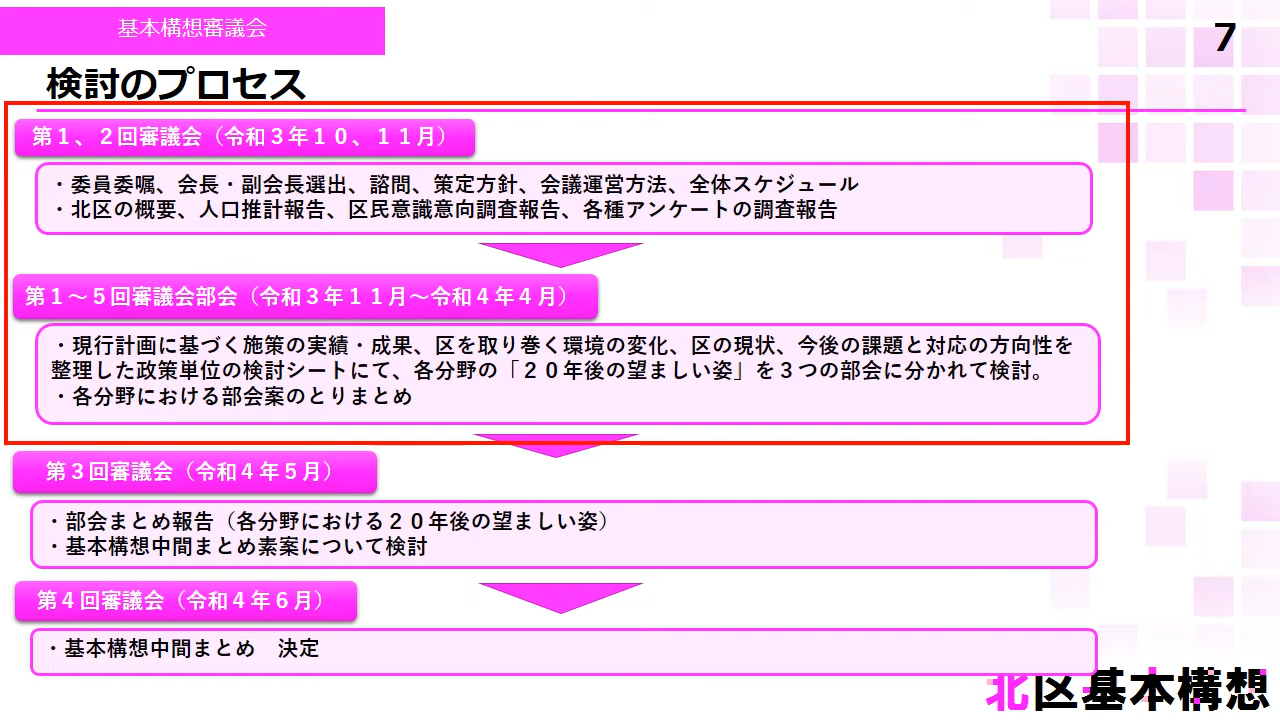 基本構想審議会
7
検討のプロセス
第１、２回審議会（令和３年１０、１１月）
・委員委嘱、会長・副会長選出、諮問、策定方針、会議運営方法、全体スケジュール
・北区の概要、人口推計報告、区民意識意向調査報告、各種アンケートの調査報告
第１～５回審議会部会（令和３年１１月～令和４年４月）
・現行計画に基づく施策の実績・成果、区を取り巻く環境の変化、区の現状、今後の課題と対応の方向性を
整理した政策単位の検討シートにて、各分野の「２０年後の望ましい姿」を３つの部会に分かれて検討。
・各分野における部会案のとりまとめ
第３回審議会（令和４年５月）
・部会まとめ報告（各分野における２０年後の望ましい姿）
・基本構想中間まとめ素案について検討
第４回審議会（令和４年６月）
・基本構想中間まとめ　決定
北区基本構想